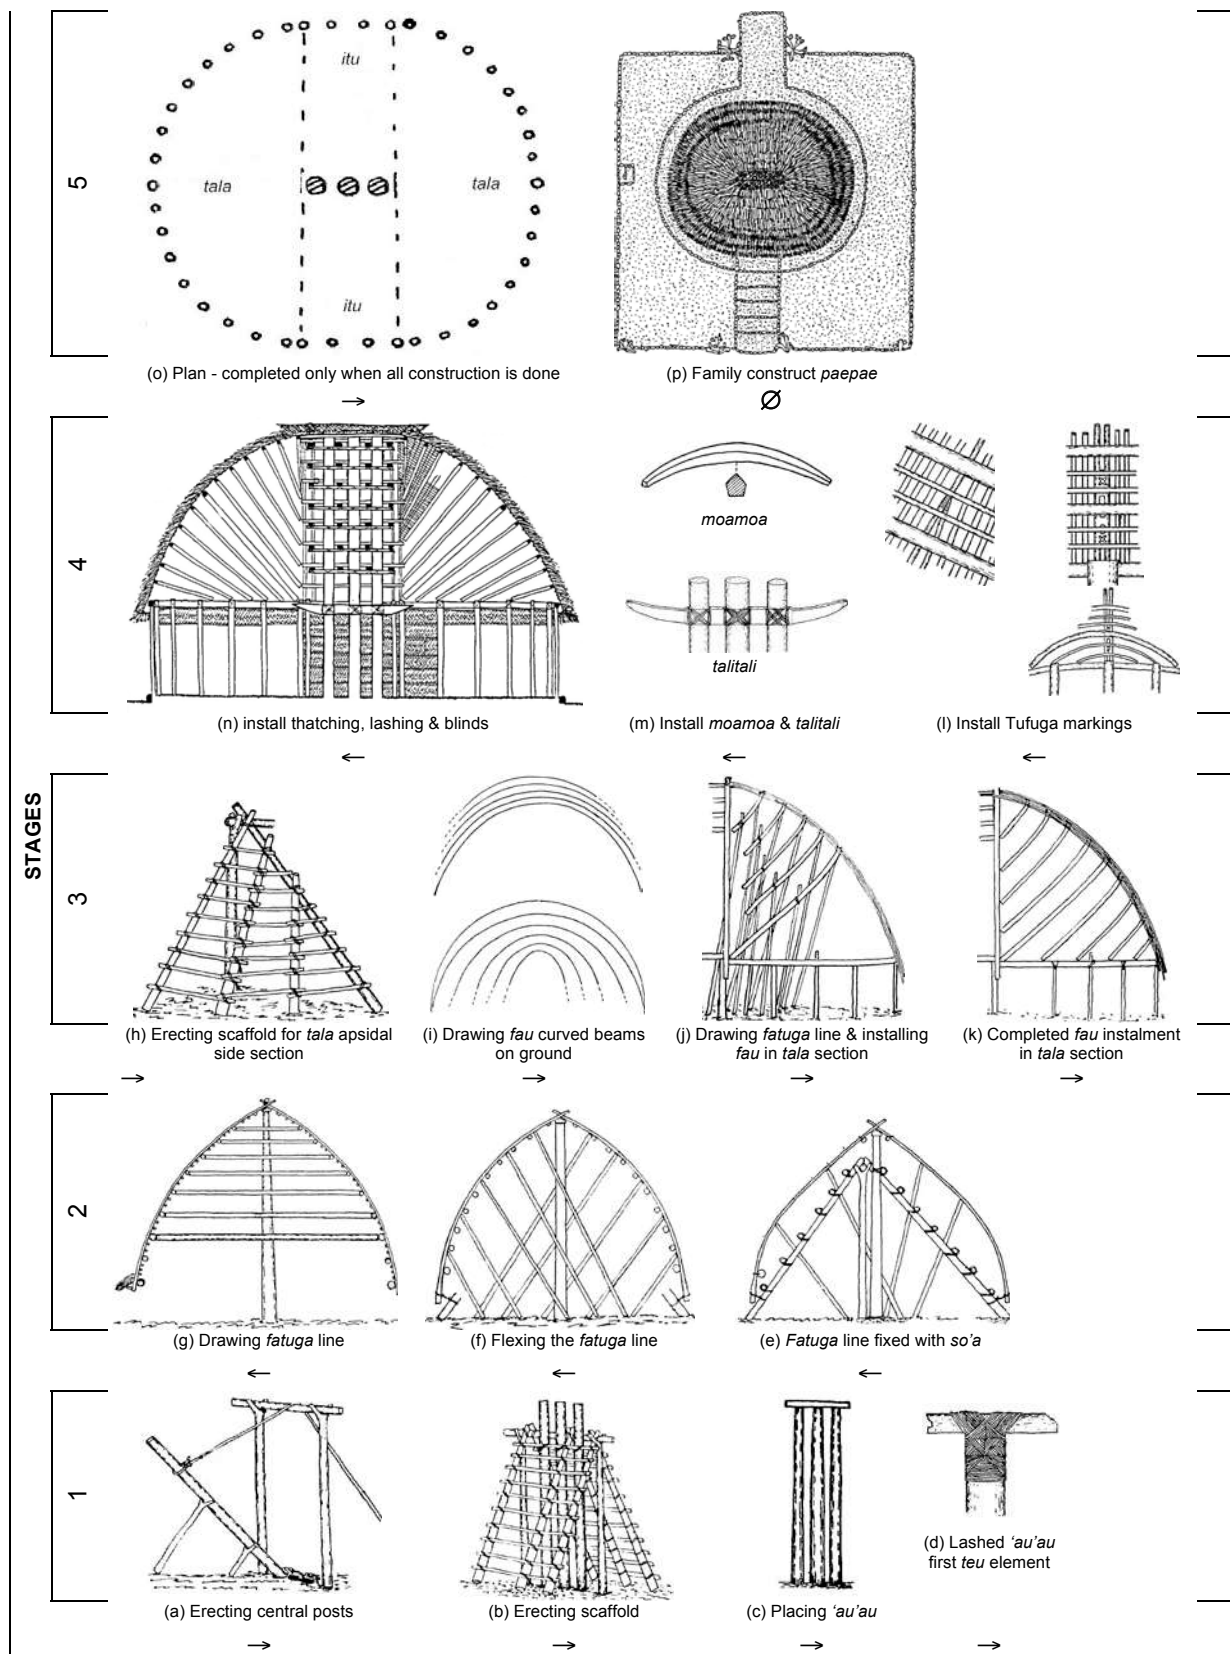 STAGES
5
itu
tala
tala
itu
(o) Plan - completed only when all construction is done
(p) Family construct paepae
→
Ø
4
moamoa
talitali
(n) install thatching, lashing & blinds
(m) Install moamoa & talitali
(l) Install Tufuga markings
← ← ←
3
(h) Erecting scaffold for tala apsidal
side section
(i) Drawing fau curved beams
on ground
(j) Drawing fatuga line & installing
fau in tala section
(k) Completed fau instalment
in tala section
→ → → →
2
(g) Drawing fatuga line
(f) Flexing the fatuga line
(e) Fatuga line fixed with so’a
← ← ←
1
(a) Erecting central posts
(b) Erecting scaffold
(c) Placing ‘au’au
(d) Lashed ‘au’au
first teu element
→ → → →